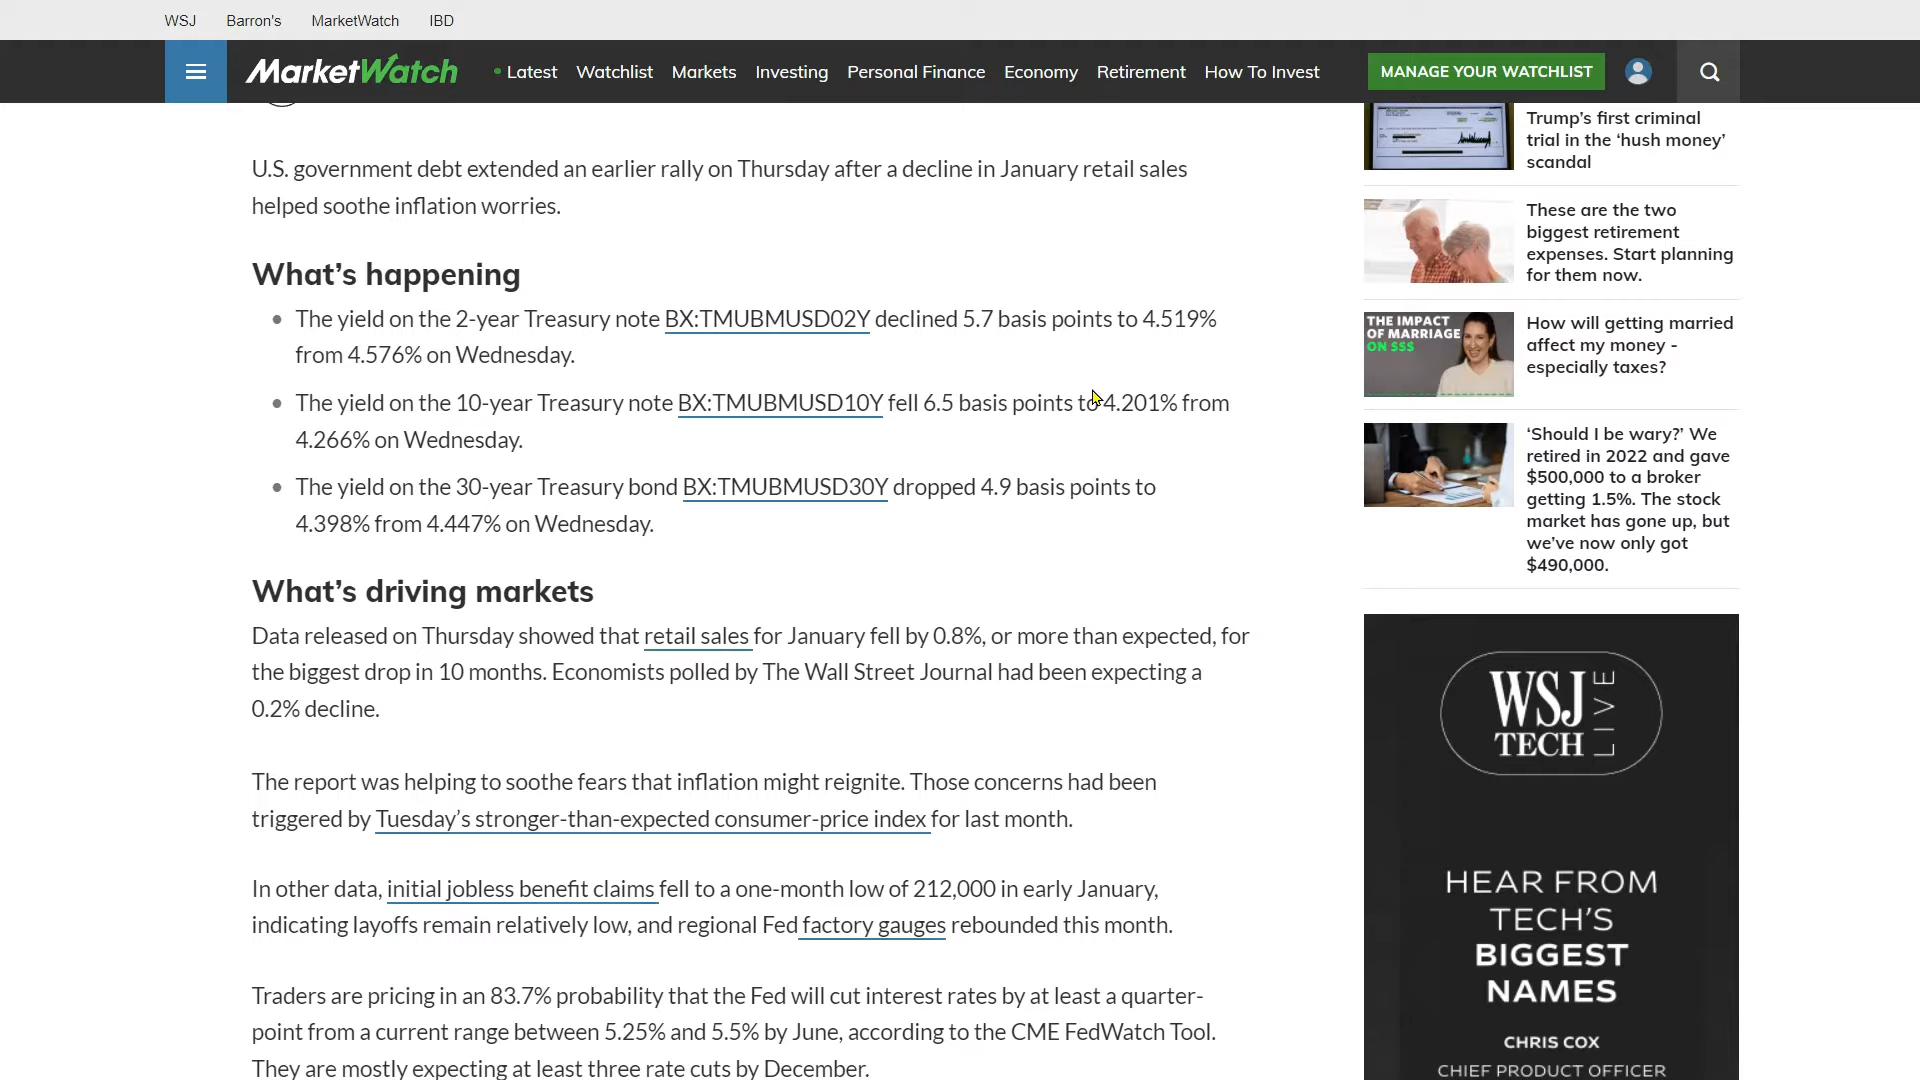 WSJ Barron's MarketWatch IBD
MarketWatch
Latest Watchlist Markets Investing Personal Finance Economy Retirement How To Invest
MANAGE YOUR WATCHLIST
U.S. government debt extended an earlier rally on Thursday after a decline in January retail sales
helped soothe inflation worries.
What’s happening
• The yield on the 2-year Treasury note BX:TMUBMUSD02Y declined 5.7 basis points to 4.519%
from 4.576% on Wednesday.
• The yield on the 10-year Treasury note BX:TMUBMUSD10Y fell 6.5 basis points to 4.201% from
4.266% on Wednesday.
• The yield on the 30-year Treasury bond BX:TMUBMUSD30Y dropped 4.9 basis points to
4.398% from 4.447% on Wednesday.
What’s driving markets
Data released on Thursday showed that retail sales for January fell by 0.8%, or more than expected, for
the biggest drop in 10 months. Economists polled by The Wall Street Journal had been expecting a
0.2% decline.
The report was helping to soothe fears that inflation might reignite. Those concerns had been
triggered by Tuesday’s stronger-than-expected consumer-price index for last month.
In other data, initial jobless benefit claims fell to a one-month low of 212,000 in early January,
indicating layoffs remain relatively low, and regional Fed factory gauges rebounded this month.
Traders are pricing in an 83.7% probability that the Fed will cut interest rates by at least a quarter-
point from a current range between 5.25% and 5.5% by June, according to the CME FedWatch Tool.
They are mostly expecting at least three rate cuts by December.
Trump’s first criminal
trial in the ‘hush money’
scandal
These are the two
biggest retirement
expenses. Start planning
for them now.
THE IMPACT
OF MARRIAGE
ON $$$
How will getting married
affect my money -
especially taxes?
‘Should I be wary?’ We
retired in 2022 and gave
$500,000 to a broker
getting 1.5%. The stock
market has gone up, but
we’ve now only got
$490,000.
WSJ
TECH
LIVE
HEAR FROM
TECH’S
BIGGEST
NAMES
CHRIS COX
CHIEF PRODUCT OFFICER